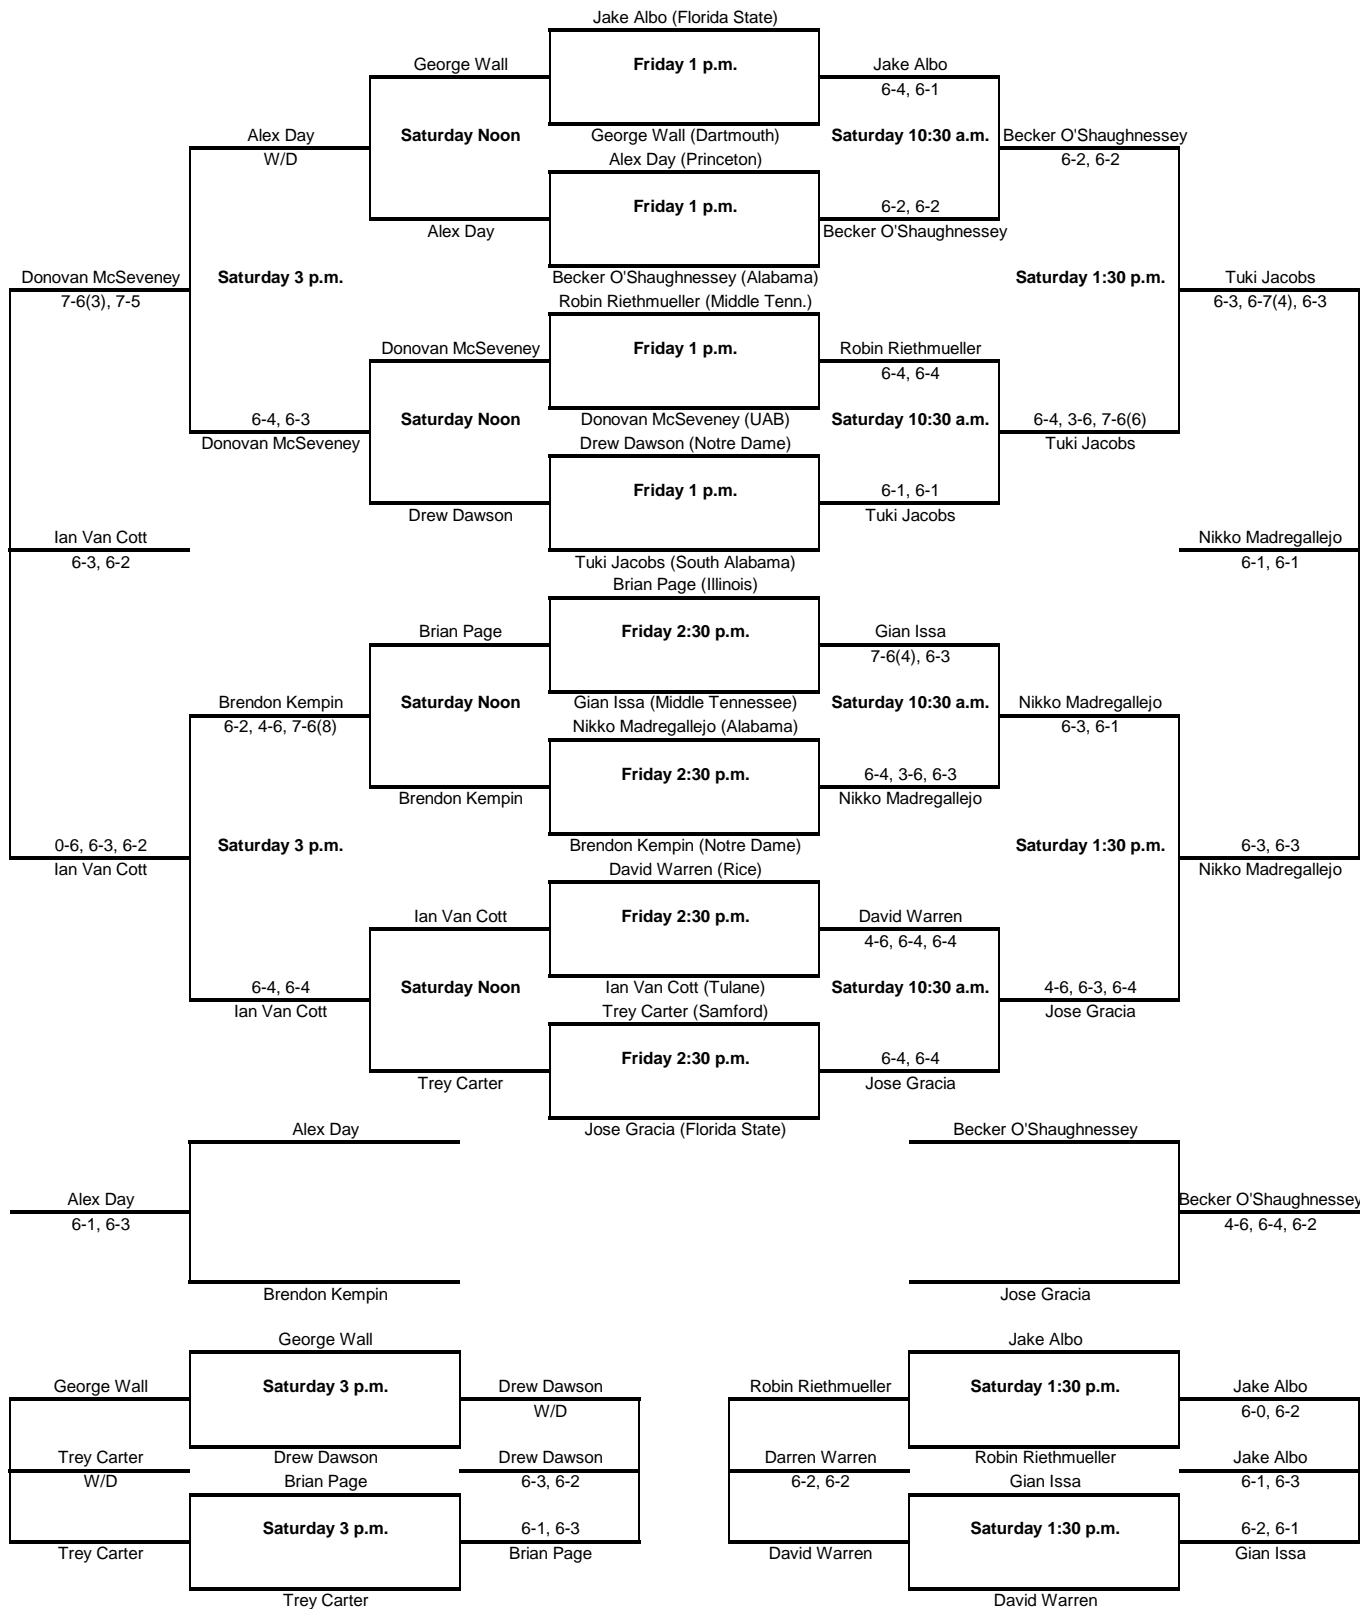 Jake Albo (Florida State)
George Wall
Friday 1 p.m.
Jake Albo
6-4, 6-1
Alex Day
Saturday Noon
George Wall (Dartmouth)
Saturday 10:30 a.m.
Becker O'Shaughnessey
W/D
Alex Day (Princeton)
6-2, 6-2
Friday 1 p.m.
6-2, 6-2
Alex Day
Becker O'Shaughnessey
Donovan McSeveney
Saturday 3 p.m.
Becker O'Shaughnessey (Alabama)
Saturday 1:30 p.m.
Tuki Jacobs
7-6(3), 7-5
Robin Riethmueller (Middle Tenn.)
6-3, 6-7(4), 6-3
Donovan McSeveney
Friday 1 p.m.
Robin Riethmueller
6-4, 6-4
6-4, 6-3
Saturday Noon
Donovan McSeveney (UAB)
Saturday 10:30 a.m.
6-4, 3-6, 7-6(6)
Donovan McSeveney
Drew Dawson (Notre Dame)
Tuki Jacobs
Friday 1 p.m.
6-1, 6-1
Drew Dawson
Tuki Jacobs
Ian Van Cott
Nikko Madregallejo
6-3, 6-2
Tuki Jacobs (South Alabama)
6-1, 6-1
Brian Page (Illinois)
Brian Page
Friday 2:30 p.m.
Gian Issa
7-6(4), 6-3
Brendon Kempin
Saturday Noon
Gian Issa (Middle Tennessee)
Saturday 10:30 a.m.
Nikko Madregallejo
6-2, 4-6, 7-6(8)
Nikko Madregallejo (Alabama)
6-3, 6-1
Friday 2:30 p.m.
6-4, 3-6, 6-3
Brendon Kempin
Nikko Madregallejo
0-6, 6-3, 6-2
Saturday 3 p.m.
Brendon Kempin (Notre Dame)
Saturday 1:30 p.m.
6-3, 6-3
Ian Van Cott
David Warren (Rice)
Nikko Madregallejo
Ian Van Cott
Friday 2:30 p.m.
David Warren
4-6, 6-4, 6-4
6-4, 6-4
Saturday Noon
Ian Van Cott (Tulane)
Saturday 10:30 a.m.
4-6, 6-3, 6-4
Ian Van Cott
Trey Carter (Samford)
Jose Gracia
Friday 2:30 p.m.
6-4, 6-4
Trey Carter
Jose Gracia
Alex Day
Jose Gracia (Florida State)
Becker O'Shaughnessey
Alex Day
Becker O'Shaughnessey
6-1, 6-3
4-6, 6-4, 6-2
Brendon Kempin
Jose Gracia
George Wall
Jake Albo
George Wall
Saturday 3 p.m.
Drew Dawson
Robin Riethmueller
Saturday 1:30 p.m.
Jake Albo
W/D
6-0, 6-2
Trey Carter
Drew Dawson
Drew Dawson
Darren Warren
Robin Riethmueller
Jake Albo
W/D
Brian Page
6-3, 6-2
6-2, 6-2
Gian Issa
6-1, 6-3
Saturday 3 p.m.
6-1, 6-3
Saturday 1:30 p.m.
6-2, 6-1
Trey Carter
Brian Page
David Warren
Gian Issa
Trey Carter
David Warren